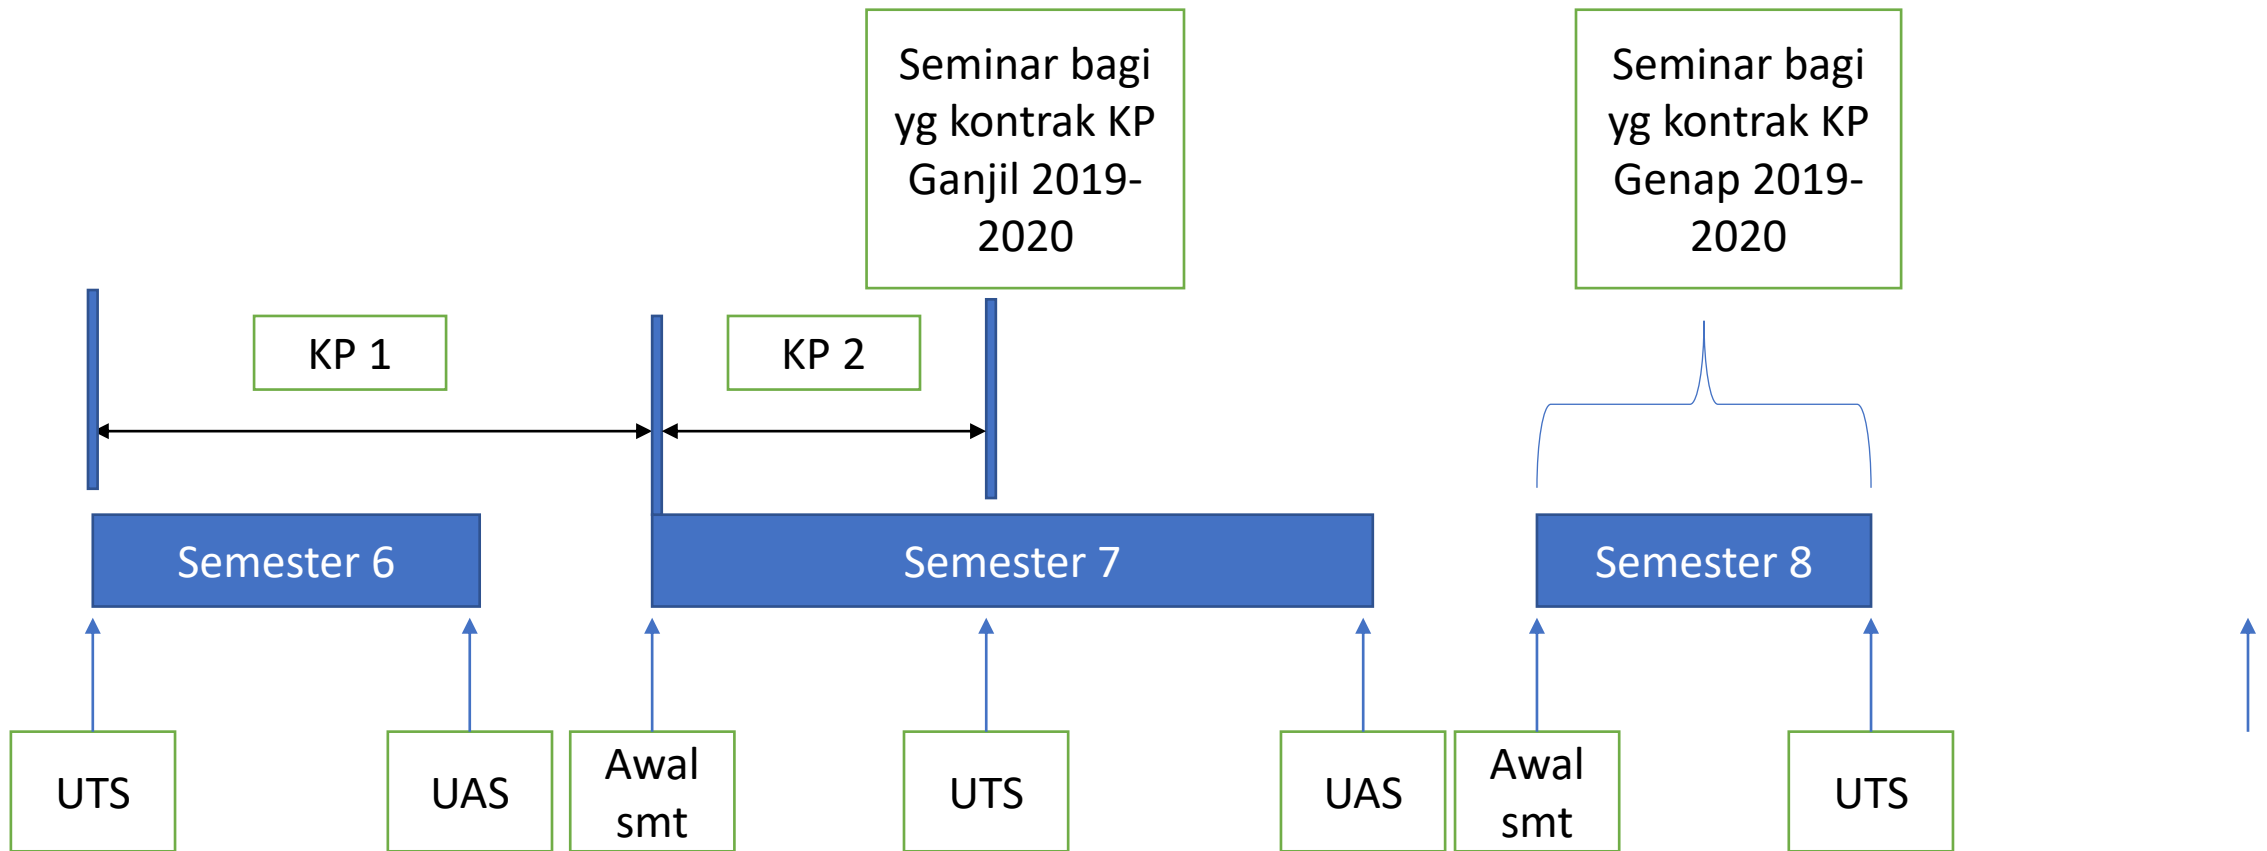 Seminar bagi
yg kontrak KP
Ganjil 2019-
2020
Seminar bagi
yg kontrak KP
Genap 2019-
2020
KP 1
KP 2
Semester 6
Semester 7
Semester 8
UTS
UAS
Awal
smt
UTS
UAS
Awal
smt
UTS